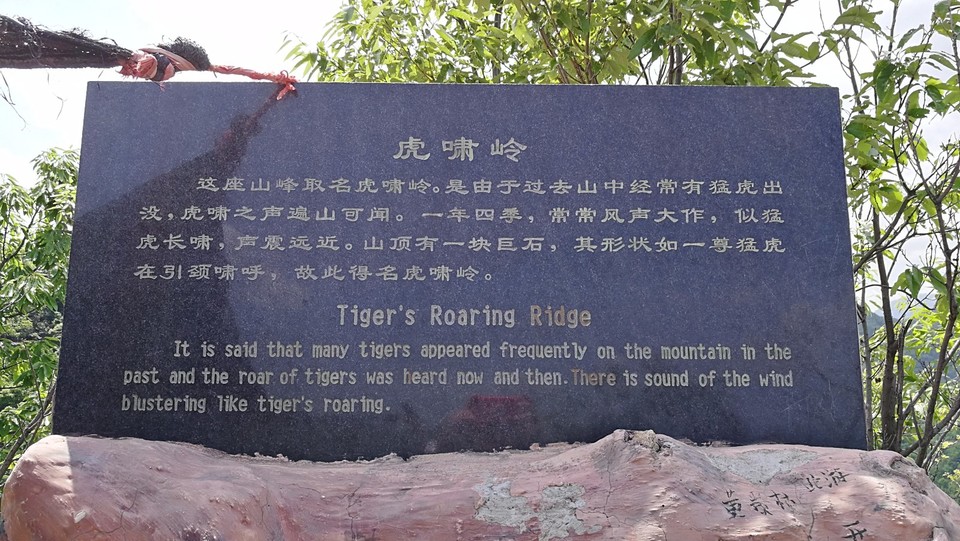 虎啸岭
这座山峰取名虎啸岭。是由于过去山中经常有猛虎出
没，虎啸之声遍山可闻。一年四季，常常风声大作，似猛
虎长啸，声震远近。山顶有一块巨石，其形状如一尊猛虎
在引颈啸呼，故此得名虎啸岭。
Tiger's Roaring Ridge
It is said that many tigers appeared frequently on the mountain in the
past and the roar of tigers was heard now and then.There is sound of the wind
blustering like tiger's roaring.